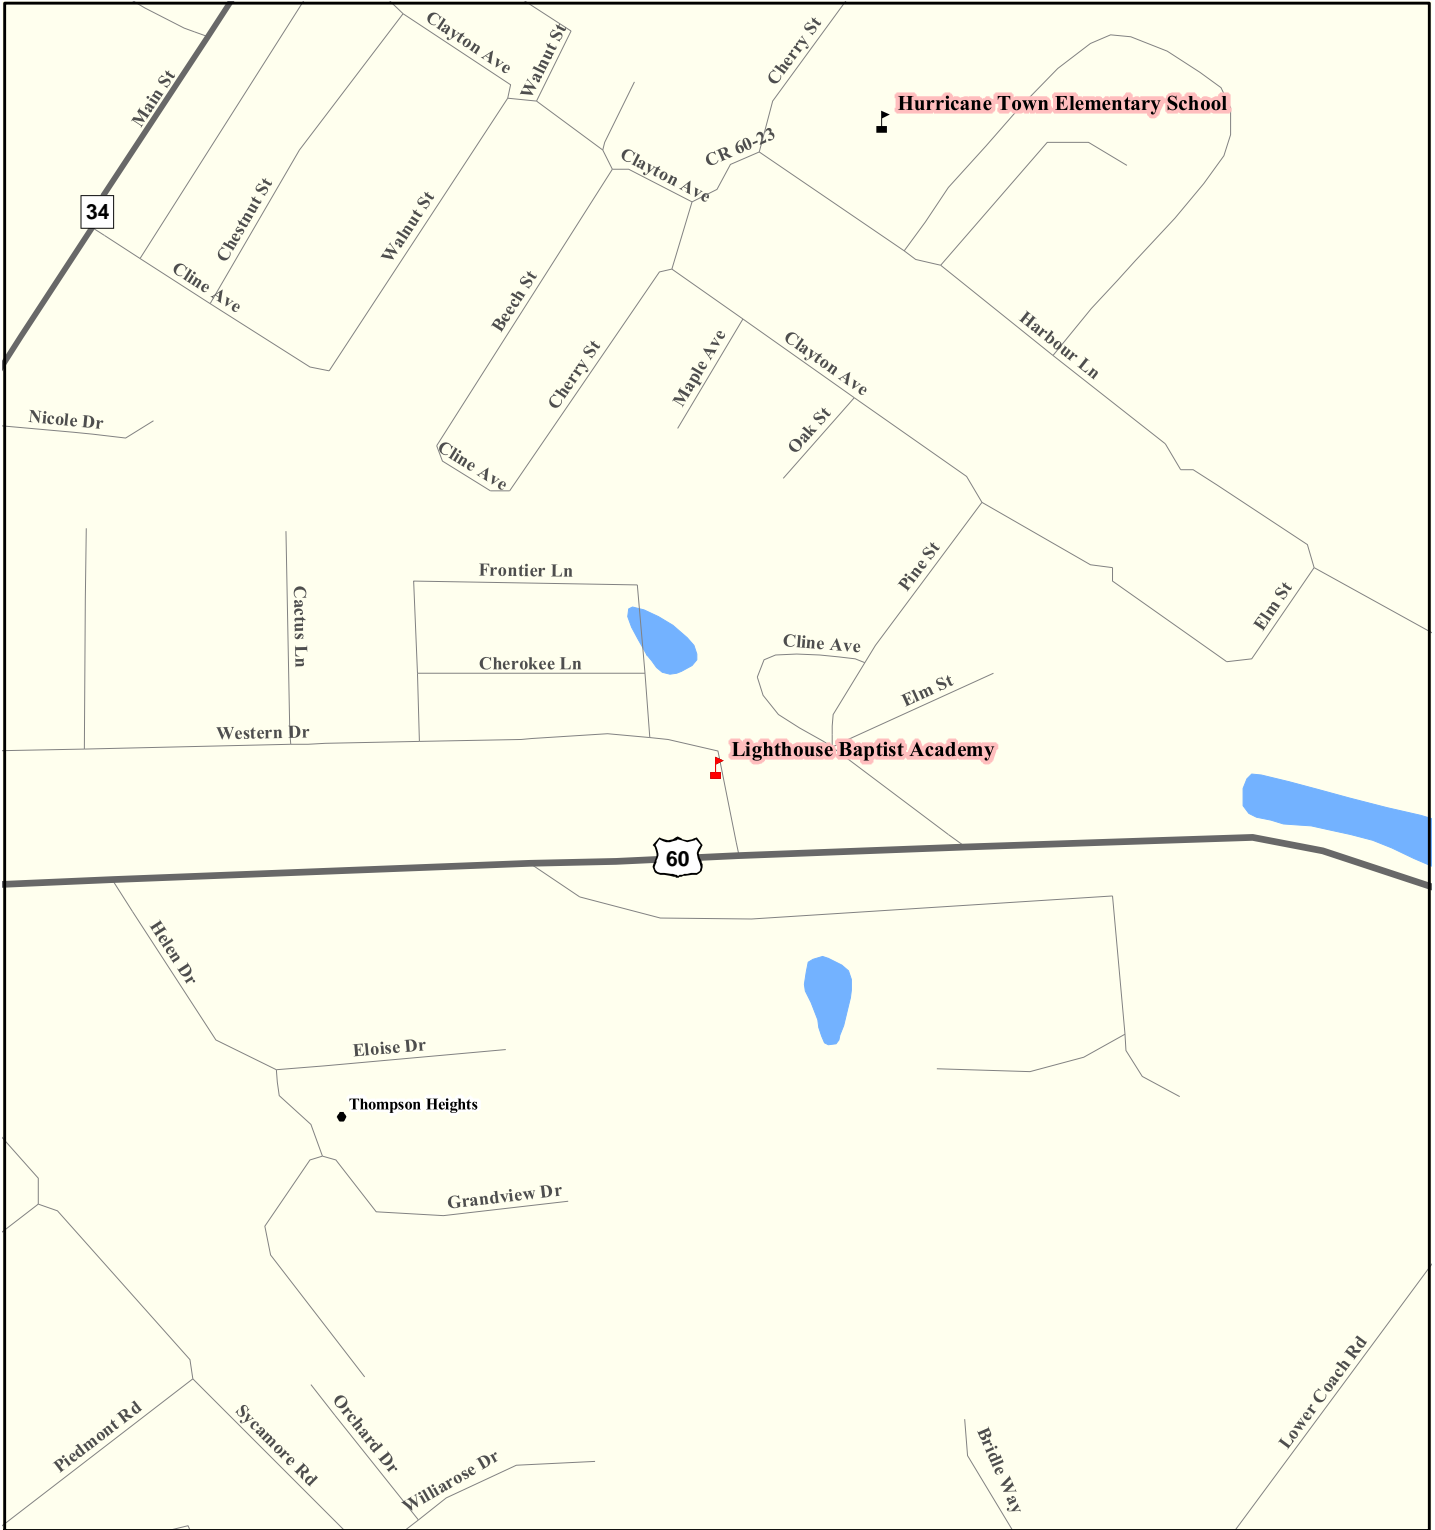 Clayton Ave
Walnut St
Cherry St
Main St
Hurricane Town Elementary School
CR 60-23
Clayton Ave
34
Chestnut St
Walnut St
Cline Ave
Beech St
Harbour Ln
Cherry St
Maple Ave
Clayton Ave
Nicole Dr
Oak St
Cline Ave
Frontier Ln
Pine St
Cactus Ln
Elm St
Cline Ave
Cherokee Ln
Elm St
Western Dr
Lighthouse Baptist Academy
60
Helen Dr
Eloise Dr
Thompson Heights
Grandview Dr
Lower Coach Rd
Piedmont Rd
Sycamore Rd
Orchard Dr
Williarose Dr
Bridle Way